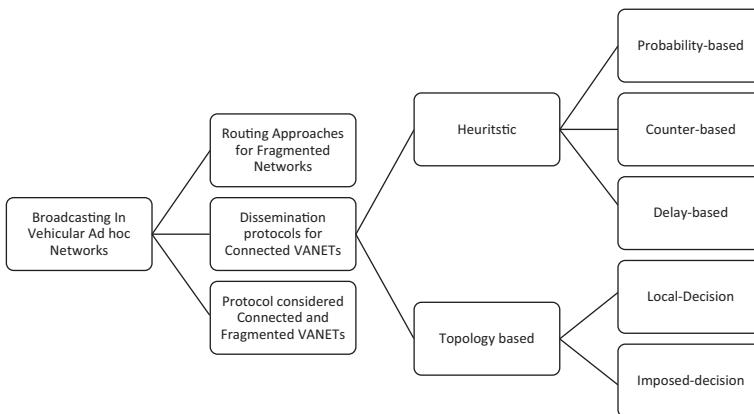 Broadcasting In
Vehicular Ad hoc
Networks
Routing Approaches
for Fragmented
Networks
Dissemination
protocols for
Connected VANETs
Protocol considered
Connected and
Fragmented VANETs
Heuritstic
Topology based
Probability-based
Counter-based
Delay-based
Local-Decision
Imposed-decision